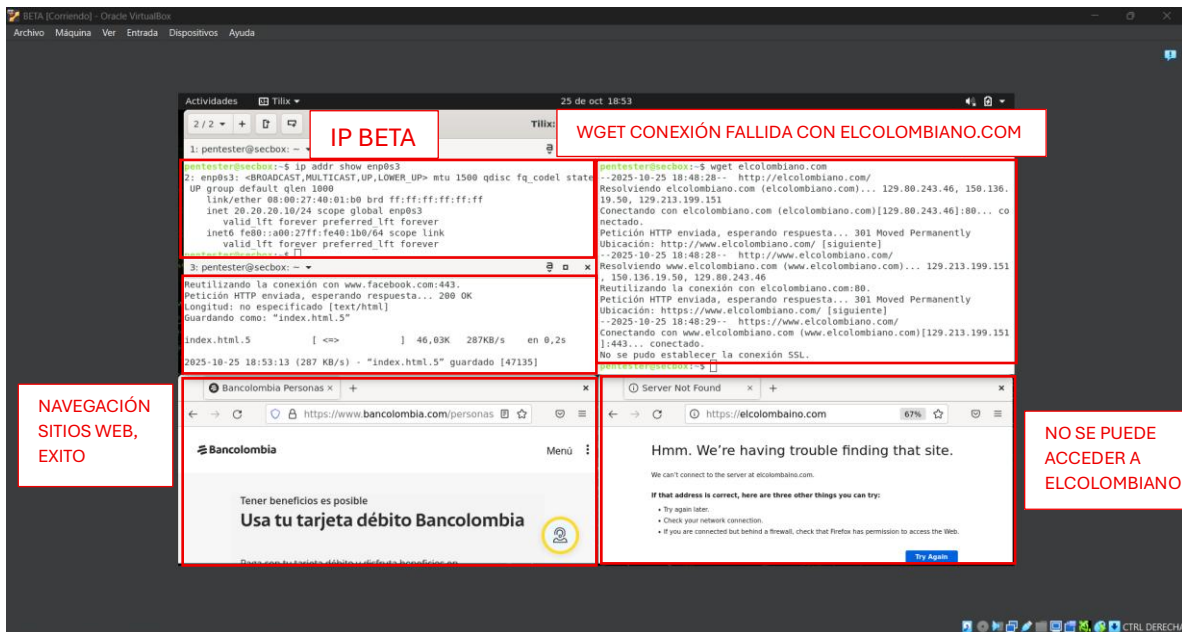 BETA [Corriendo] - Oracle VirtualBox
Archivo Máquina Ver Entrada Dispositivos Ayuda
Actividades Tilix 25 de oct 18:53
2 / 2 Tilix:
IP BETA
WGET CONEXIÓN FALLIDA CON ELCOLOMBIANO.COM
1: pentester@secbox: ~
pentester@secbox:~$ ip addr show enp0s3
2: enp0s3: <BROADCAST,MULTICAST,UP,LOWER_UP> mtu 1500 qdisc fq_codel state
UP group default qlen 1000
link/ether 08:00:27:40:01:b0 brd ff:ff:ff:ff:ff:ff
inet 20.20.20.10/24 scope global enp0s3
valid_lft forever preferred_lft forever
inet6 fe80::a00:27ff:fe40:1b0/64 scope link
valid_lft forever preferred_lft forever
pentester@secbox:~$
3: pentester@secbox: ~
Reutilizando la conexión con www.facebook.com:443.
Petición HTTP enviada, esperando respuesta... 200 OK
Longitud: no especificado [text/html]
Guardando como: “index.html.5”
index.html.5 [ <=> ] 46,03K 287KB/s en 0,2s
2025-10-25 18:53:13 (287 KB/s) - “index.html.5” guardado [47135]
pentester@secbox:~$ wget elcolombiano.com
--2025-10-25 18:48:28-- http://elcolombiano.com/
Resolviendo elcolombiano.com (elcolombiano.com)... 129.80.243.46, 150.136.
19.50, 129.213.199.151
Conectando con elcolombiano.com (elcolombiano.com)[129.80.243.46]:80... co
nectado.
Petición HTTP enviada, esperando respuesta... 301 Moved Permanently
Ubicación: http://www.elcolombiano.com/ [siguiente]
--2025-10-25 18:48:28-- http://www.elcolombiano.com/
Resolviendo www.elcolombiano.com (www.elcolombiano.com)... 129.213.199.151
, 150.136.19.50, 129.80.243.46
Reutilizando la conexión con elcolombiano.com:80.
Petición HTTP enviada, esperando respuesta... 301 Moved Permanently
Ubicación: https://www.elcolombiano.com/ [siguiente]
--2025-10-25 18:48:29-- https://www.elcolombiano.com/
Conectando con www.elcolombiano.com (www.elcolombiano.com)[129.213.199.151
]:443... conectado.
No se pudo establecer la conexión SSL.
pentester@secbox:~$
NAVEGACIÓN
SITIOS WEB,
EXITO
Bancolombia Personas × +
https://www.bancolombia.com/personas
Bancolombia Menú
Tener beneficios es posible
Usa tu tarjeta débito Bancolombia
Paga con tu tarjeta débito y disfruta beneficios en
Server Not Found × +
https://elcolombaino.com 67%
Hmm. We're having trouble finding that site.
We can't connect to the server at elcolombaino.com.
If that address is correct, here are three other things you can try:
• Try again later.
• Check your network connection.
• If you are connected but behind a firewall, check that Firefox has permission to access the Web.
Try Again
NO SE PUEDE
ACCEDER A
ELCOLOMBIANO
CTRL DERECHA